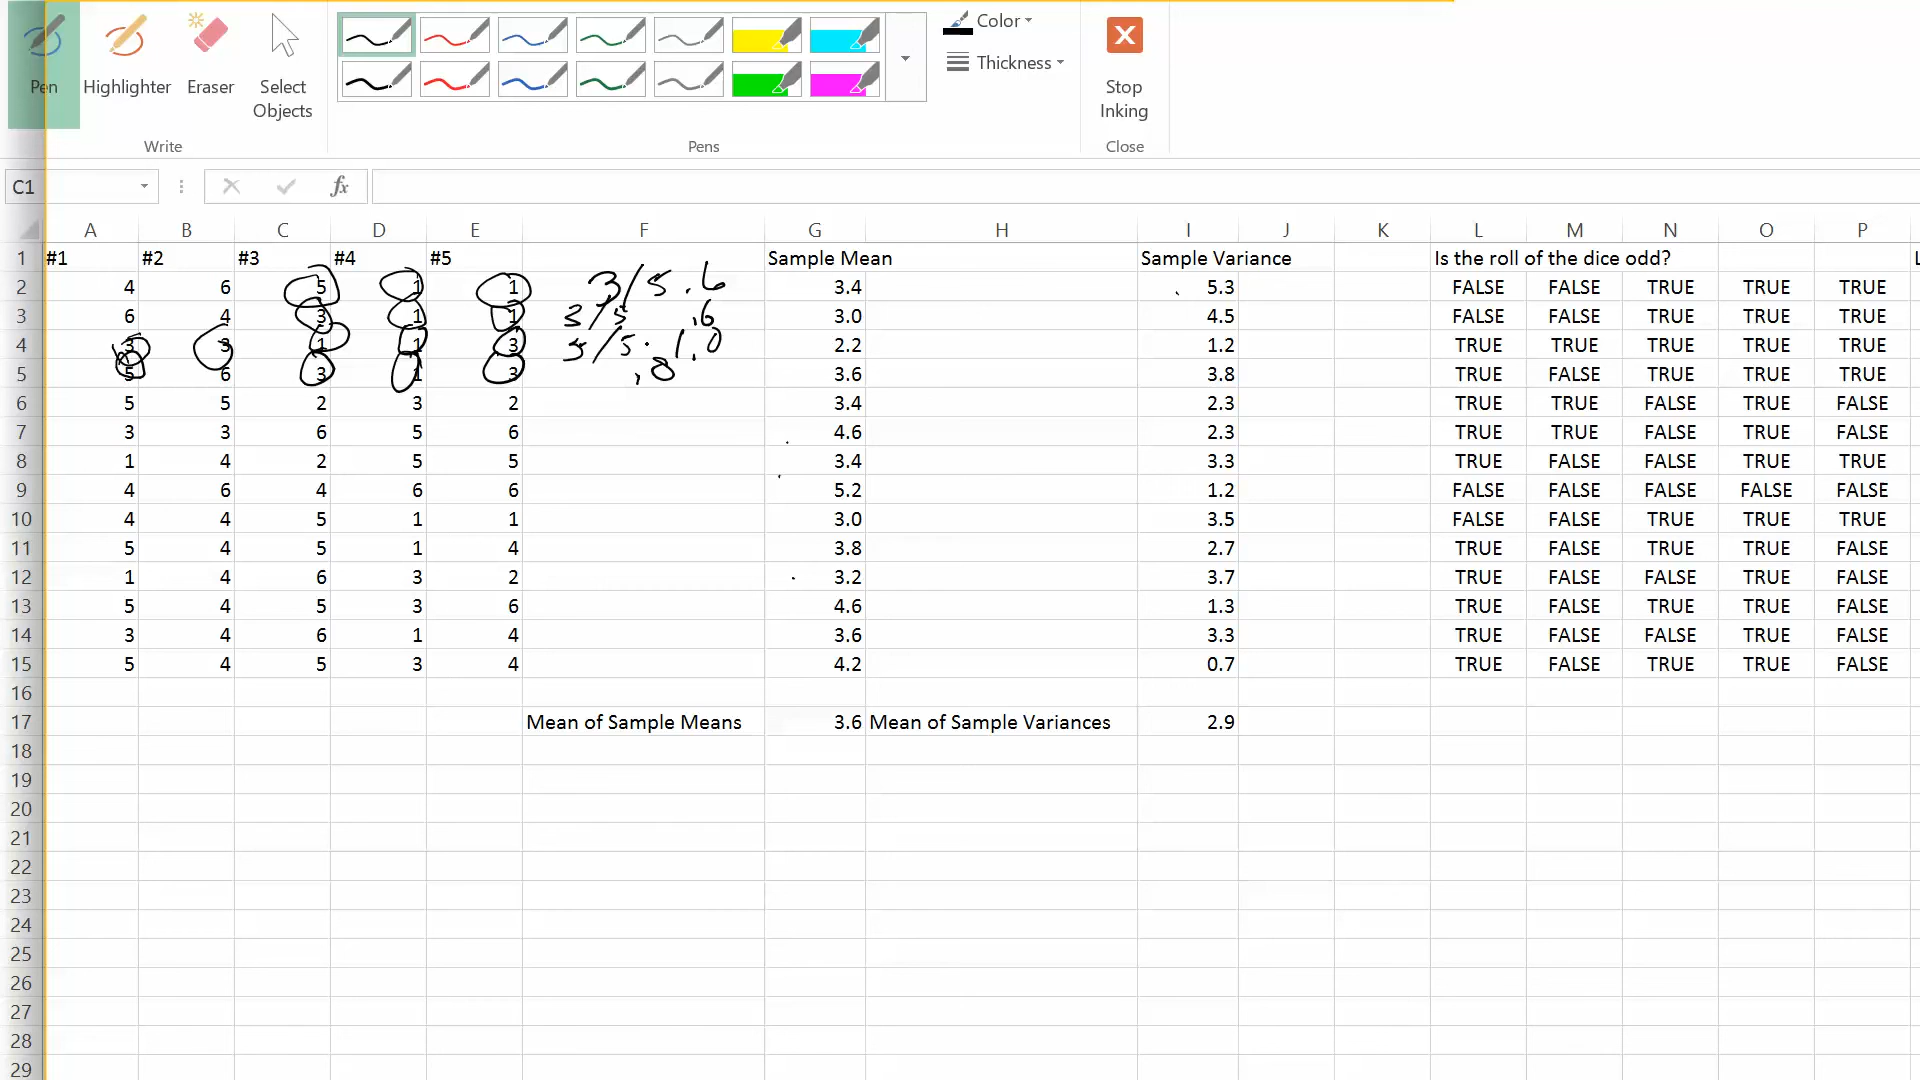 Pen Highlighter Eraser Select Objects Color Thickness Stop Inking
Write Pens Close
C1 fx
A B C D E F G H I J K L M N O P
1 #1 #2 #3 #4 #5 Sample Mean Sample Variance Is the roll of the dice odd? L
2 4 6 5 1 1 3/5 .6 3.4 5.3 FALSE FALSE TRUE TRUE TRUE
3 6 4 3 1 1 3/5 .6 3.0 4.5 FALSE FALSE TRUE TRUE TRUE
4 3 3 1 1 3 5/5 1.0 2.2 1.2 TRUE TRUE TRUE TRUE TRUE
5 5 6 3 1 3 .8 3.6 3.8 TRUE FALSE TRUE TRUE TRUE
6 5 5 2 3 2 3.4 2.3 TRUE TRUE FALSE TRUE FALSE
7 3 3 6 5 6 4.6 2.3 TRUE TRUE FALSE TRUE FALSE
8 1 4 2 5 5 3.4 3.3 TRUE FALSE FALSE TRUE TRUE
9 4 6 4 6 6 5.2 1.2 FALSE FALSE FALSE FALSE FALSE
10 4 4 5 1 1 3.0 3.5 FALSE FALSE TRUE TRUE TRUE
11 5 4 5 1 4 3.8 2.7 TRUE FALSE TRUE TRUE FALSE
12 1 4 6 3 2 3.2 3.7 TRUE FALSE FALSE TRUE FALSE
13 5 4 5 3 6 4.6 1.3 TRUE FALSE TRUE TRUE FALSE
14 3 4 6 1 4 3.6 3.3 TRUE FALSE FALSE TRUE FALSE
15 5 4 5 3 4 4.2 0.7 TRUE FALSE TRUE TRUE FALSE
16
17 Mean of Sample Means 3.6 Mean of Sample Variances 2.9
18
19
20
21
22
23
24
25
26
27
28
29